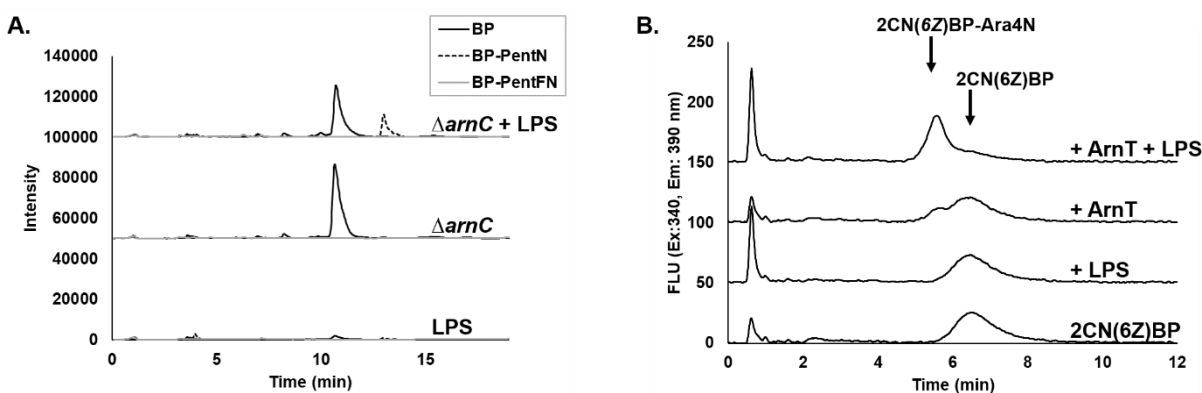 A.
BP
BP-PentN
BP-PentFN
140000
120000
100000
80000
60000
40000
20000
0
Intensity
ΔarnC + LPS
ΔarnC
LPS
0 5 10 15
Time (min)
B.
2CN(6Z)BP-Ara4N
2CN(6Z)BP
250
200
150
100
50
0
FLU (Ex:340, Em: 390 nm)
+ ArnT + LPS
+ ArnT
+ LPS
2CN(6Z)BP
0 2 4 6 8 10 12
Time (min)